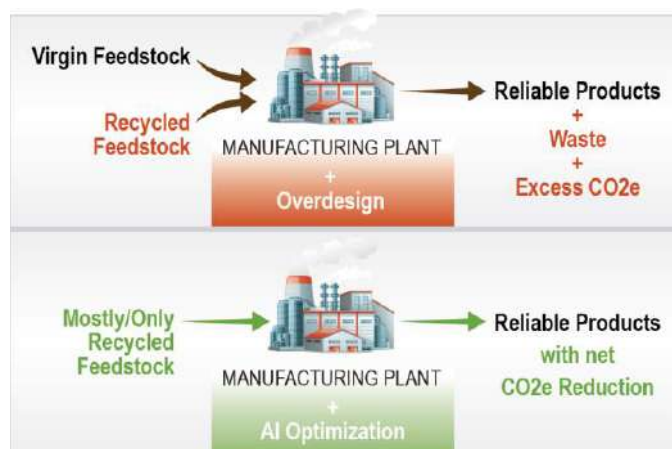 Virgin Feedstock
Recycled
Feedstock
MANUFACTURING PLANT
+
Overdesign
Reliable Products
+
Waste
+
Excess CO2e
Mostly/Only
Recycled
Feedstock
MANUFACTURING PLANT
+
AI Optimization
Reliable Products
with net
CO2e Reduction